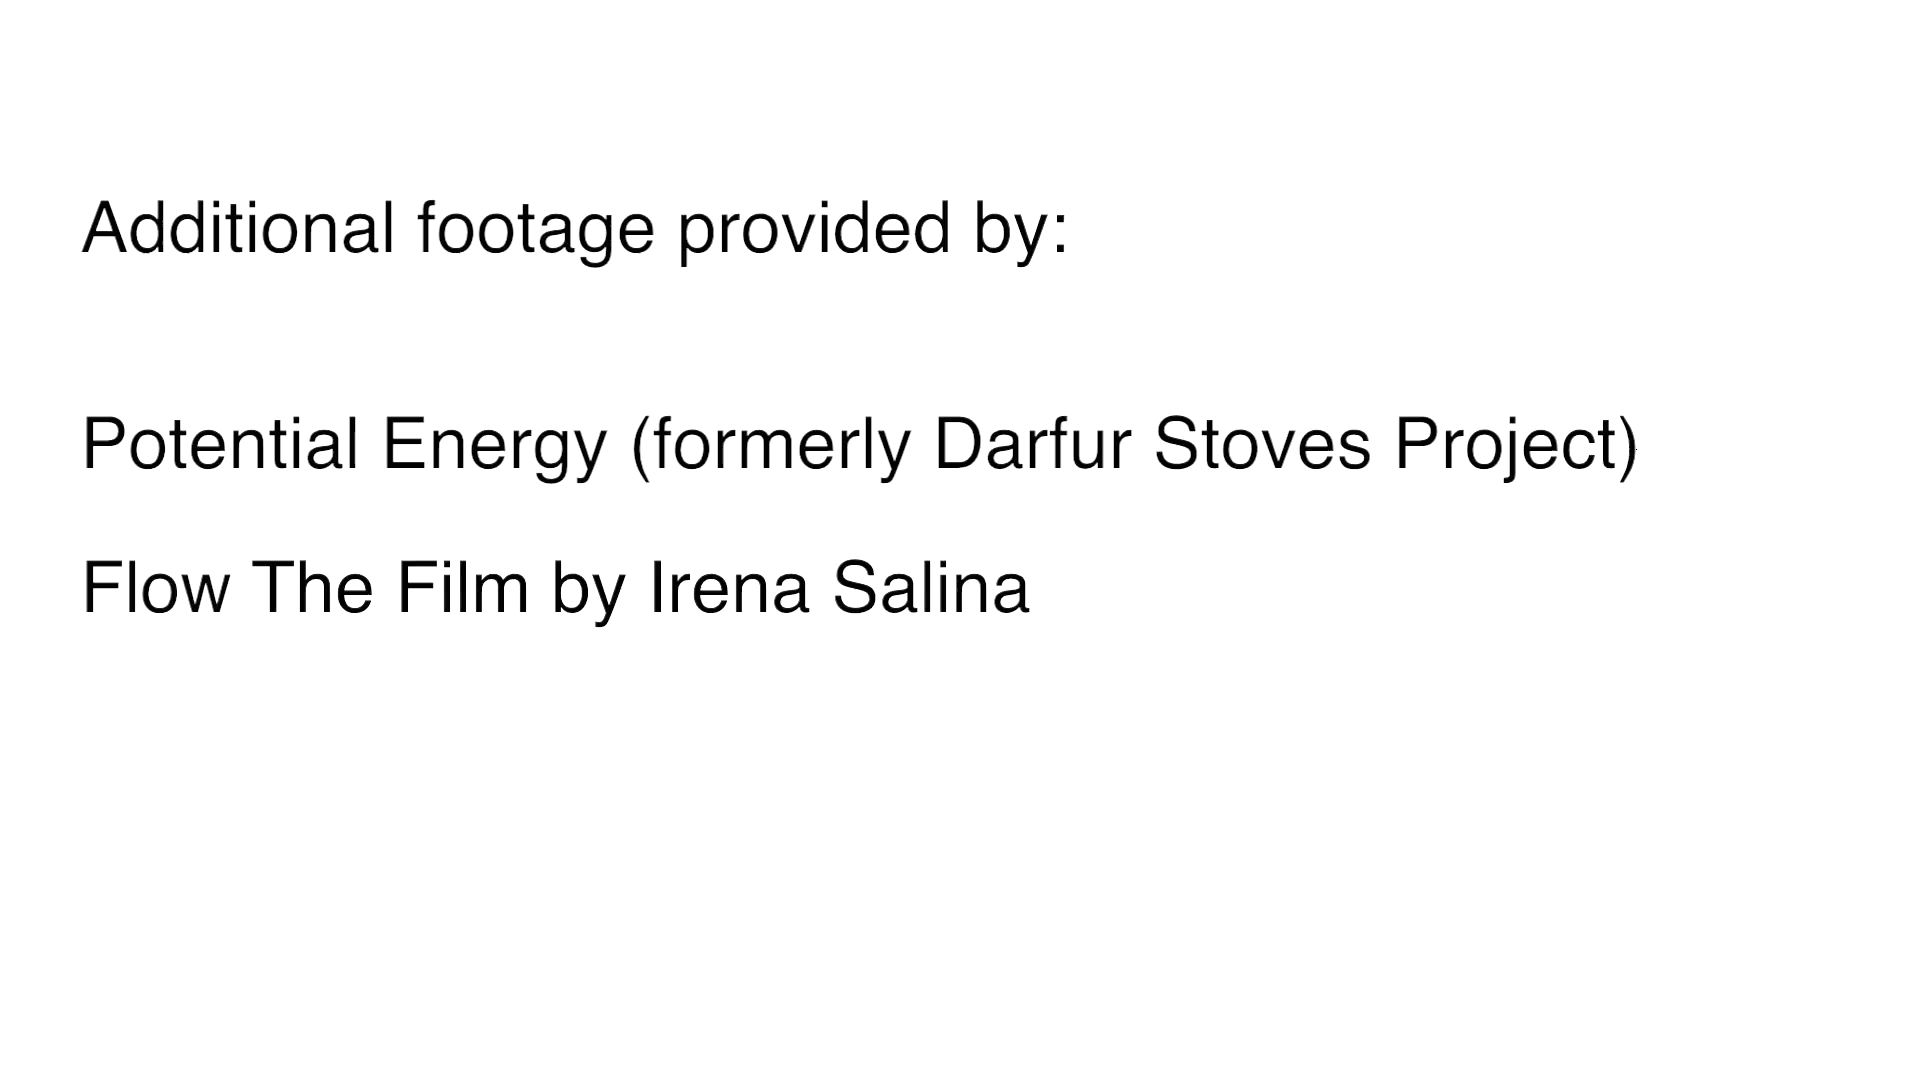 Additional footage provided by:
Potential Energy (formerly Darfur Stoves Project)
Flow The Film by Irena Salina